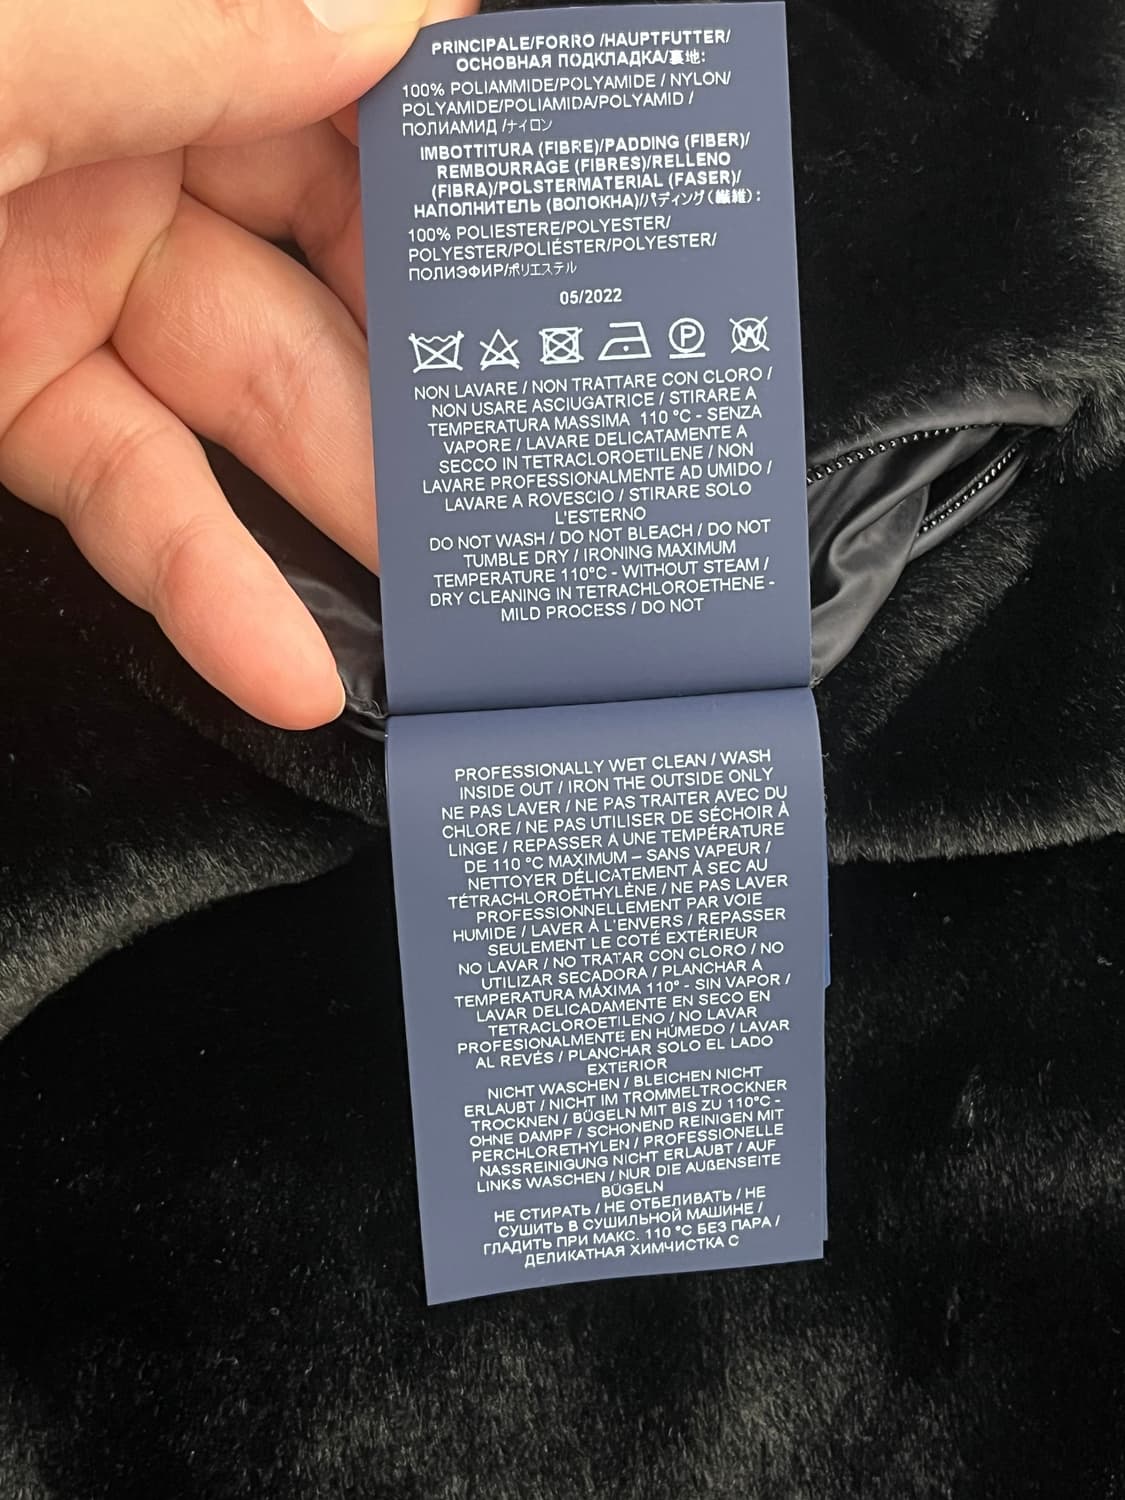 PRINCIPALE/FORRO /HAUPTFUTTER/
ОСНОВНАЯ ПОДКЛАДКА/裏地:
100% POLIAMMIDE/POLYAMIDE / NYLON/
POLYAMIDE/POLIAMIDA/POLYAMID /
ПОЛИАМИД /ナイロン
IMBOTTITURA (FIBRE)/PADDING (FIBER)/
REMBOURRAGE (FIBRES)/RELLENO
(FIBRA)/POLSTERMATERIAL (FASER)/
НАПОЛНИТЕЛЬ (ВОЛОКНА)/パディング(繊維):
100% POLIESTERE/POLYESTER/
POLYESTER/POLIÉSTER/POLYESTER/
ПОЛИЭФИР/ポリエステル
05/2022
P W
NON LAVARE / NON TRATTARE CON CLORO /
NON USARE ASCIUGATRICE / STIRARE A
TEMPERATURA MASSIMA 110 °C - SENZA
VAPORE / LAVARE DELICATAMENTE A
SECCO IN TETRACLOROETILENE / NON
LAVARE PROFESSIONALMENTE AD UMIDO /
LAVARE A ROVESCIO / STIRARE SOLO
L'ESTERNO
DO NOT WASH / DO NOT BLEACH / DO NOT
TUMBLE DRY / IRONING MAXIMUM
TEMPERATURE 110°C - WITHOUT STEAM /
DRY CLEANING IN TETRACHLOROETHENE -
MILD PROCESS / DO NOT
PROFESSIONALLY WET CLEAN / WASH
INSIDE OUT / IRON THE OUTSIDE ONLY
NE PAS LAVER / NE PAS TRAITER AVEC DU
CHLORE / NE PAS UTILISER DE SÉCHOIR À
LINGE / REPASSER À UNE TEMPÉRATURE
DE 110 °C MAXIMUM – SANS VAPEUR /
NETTOYER DÉLICATEMENT À SEC AU
TÉTRACHLOROÉTHYLÈNE / NE PAS LAVER
PROFESSIONNELLEMENT PAR VOIE
HUMIDE / LAVER À L'ENVERS / REPASSER
SEULEMENT LE COTÉ EXTÉRIEUR
NO LAVAR / NO TRATAR CON CLORO / NO
UTILIZAR SECADORA / PLANCHAR A
TEMPERATURA MÁXIMA 110° - SIN VAPOR /
LAVAR DELICADAMENTE EN SECO EN
TETRACLOROETILENO / NO LAVAR
PROFESIONALMENTE EN HÚMEDO / LAVAR
AL REVÉS / PLANCHAR SOLO EL LADO
EXTERIOR
NICHT WASCHEN / BLEICHEN NICHT
ERLAUBT / NICHT IM TROMMELTROCKNER
TROCKNEN / BÜGELN MIT BIS ZU 110°C -
OHNE DAMPF / SCHONEND REINIGEN MIT
PERCHLORETHYLEN / PROFESSIONELLE
NASSREINIGUNG NICHT ERLAUBT / AUF
LINKS WASCHEN / NUR DIE AUßENSEITE
BÜGELN
НЕ СТИРАТЬ / НЕ ОТБЕЛИВАТЬ / НЕ
СУШИТЬ В СУШИЛЬНОЙ МАШИНЕ /
ГЛАДИТЬ ПРИ МАКС. 110 °C БЕЗ ПАРА /
ДЕЛИКАТНАЯ ХИМЧИСТКА С